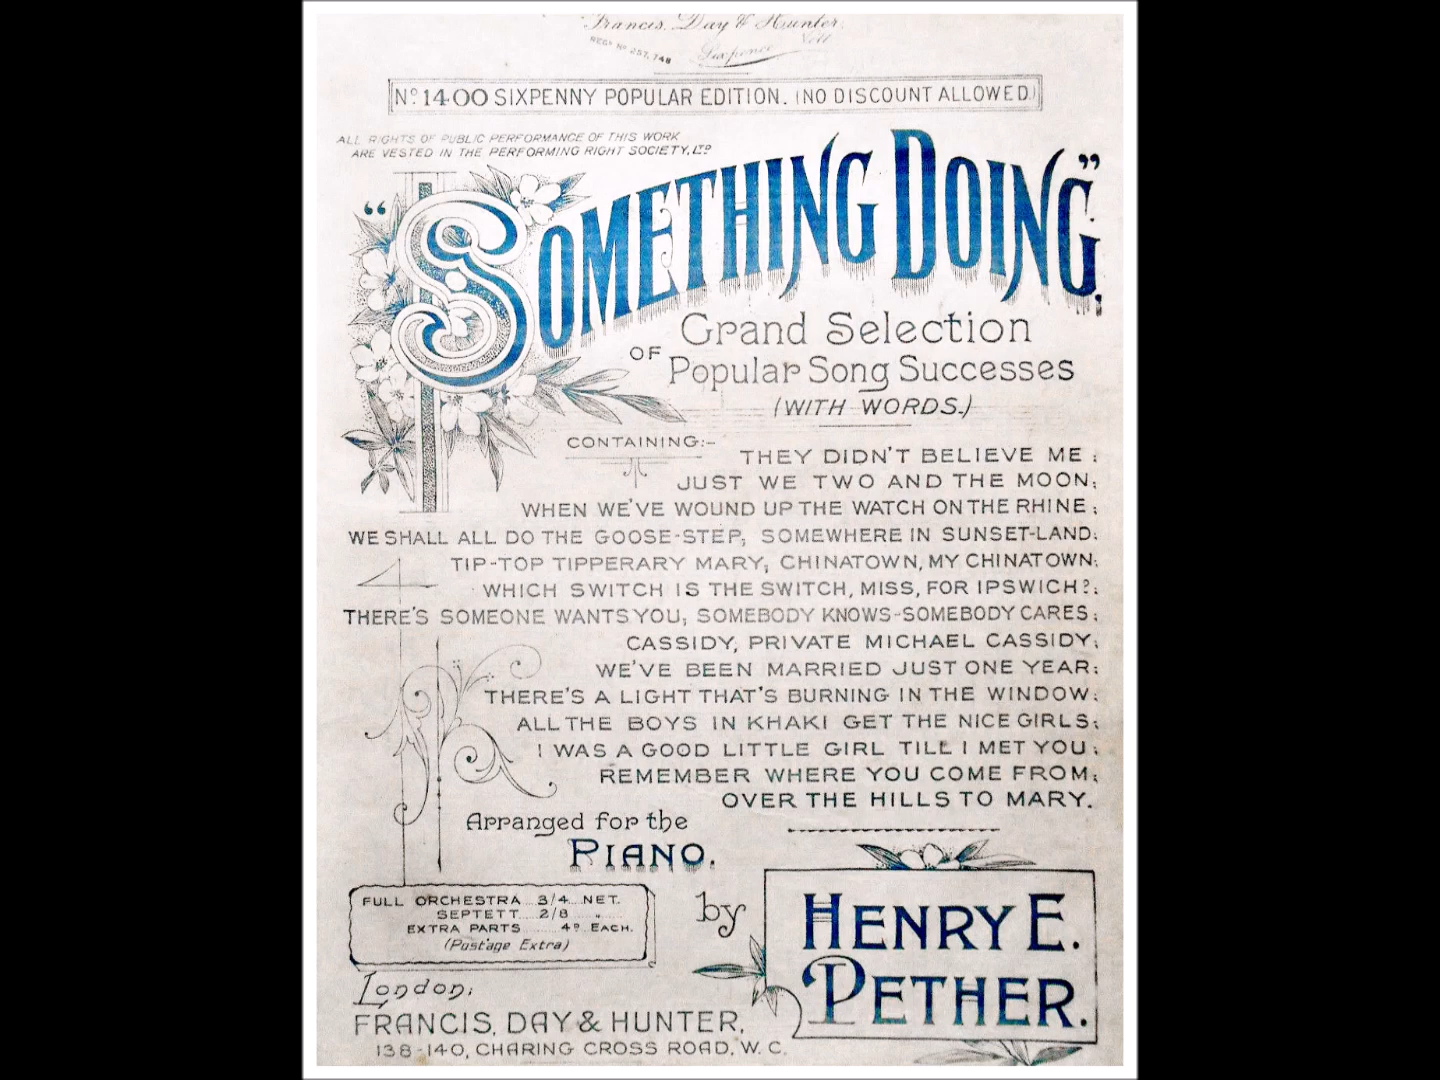 Francis, Day & Hunter,
REGD No 257,748
Sixpence
No. 1400 SIXPENNY POPULAR EDITION. (NO DISCOUNT ALLOWED.)
ALL RIGHTS OF PUBLIC PERFORMANCE OF THIS WORK
ARE VESTED IN THE PERFORMING RIGHT SOCIETY, LTD
“SOMETHING DOING”,
Grand Selection
OF Popular Song Successes
(WITH WORDS.)
CONTAINING:–
THEY DIDN'T BELIEVE ME;
JUST WE TWO AND THE MOON;
WHEN WE'VE WOUND UP THE WATCH ON THE RHINE;
WE SHALL ALL DO THE GOOSE-STEP; SOMEWHERE IN SUNSET-LAND;
TIP-TOP TIPPERARY MARY; CHINATOWN, MY CHINATOWN;
WHICH SWITCH IS THE SWITCH, MISS, FOR IPSWICH?;
THERE'S SOMEONE WANTS YOU; SOMEBODY KNOWS-SOMEBODY CARES;
CASSIDY, PRIVATE MICHAEL CASSIDY;
WE'VE BEEN MARRIED JUST ONE YEAR;
THERE'S A LIGHT THAT'S BURNING IN THE WINDOW;
ALL THE BOYS IN KHAKI GET THE NICE GIRLS;
I WAS A GOOD LITTLE GIRL TILL I MET YOU;
REMEMBER WHERE YOU COME FROM;
OVER THE HILLS TO MARY.
Arranged for the
PIANO.
by
HENRY E.
PETHER.
FULL ORCHESTRA 3/4 NET.
SEPTETT 2/8 "
EXTRA PARTS 4D EACH.
(Postage Extra)
London;
FRANCIS, DAY & HUNTER,
138-140, CHARING CROSS ROAD, W.C.